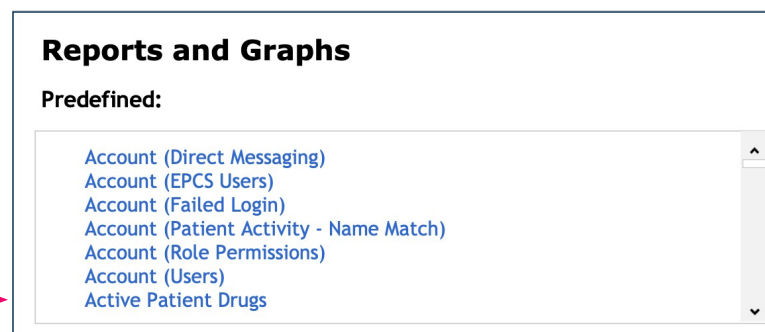 Reports and Graphs
Predefined:
Account (Direct Messaging)
Account (EPCS Users)
Account (Failed Login)
Account (Patient Activity - Name Match)
Account (Role Permissions)
Account (Users)
Active Patient Drugs